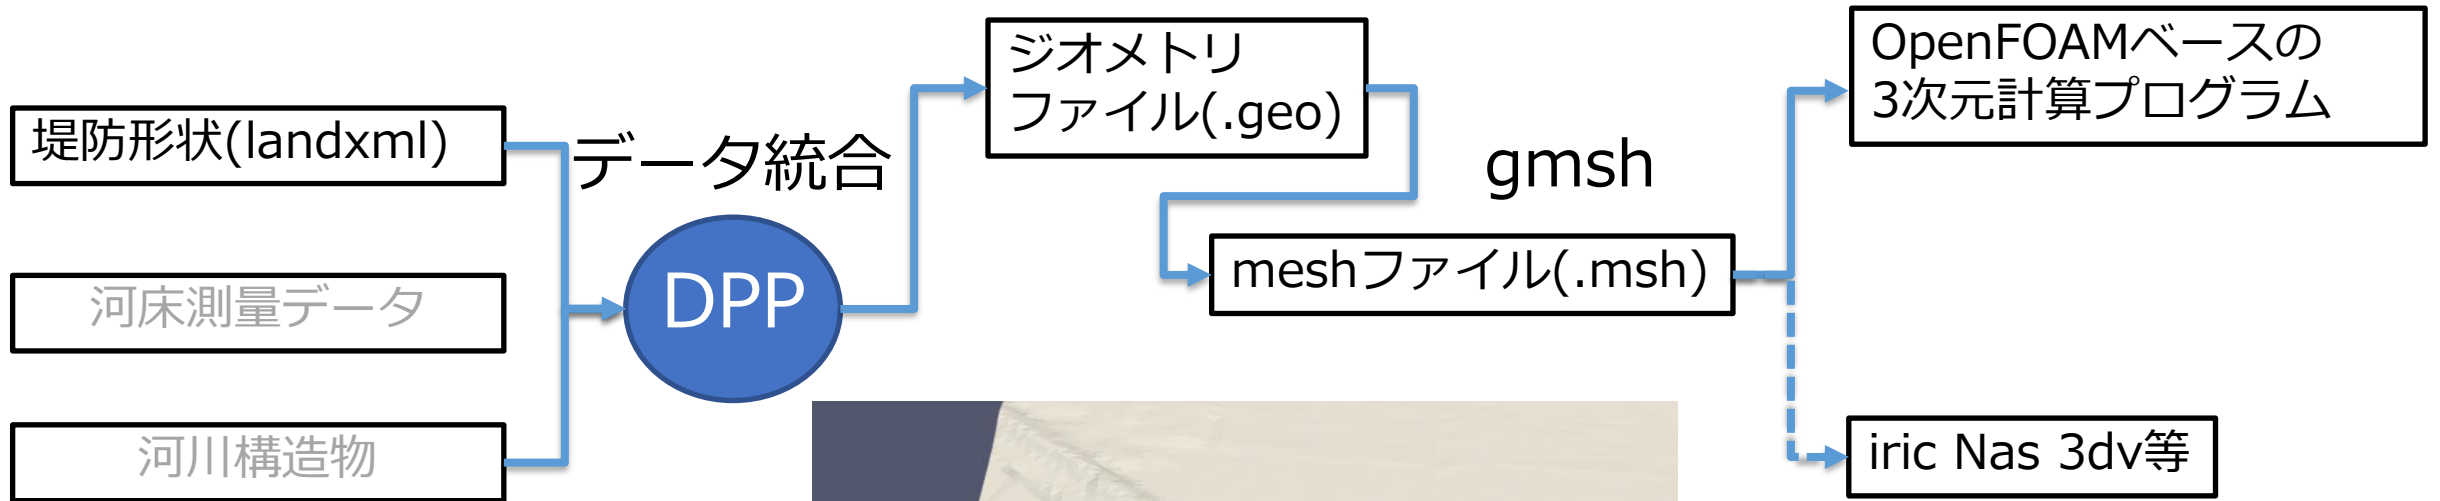 堤防形状(landxml)
河床測量データ
河川構造物
データ統合
DPP
ジオメトリ
ファイル(.geo)
gmsh
meshファイル(.msh)
OpenFOAMベースの
3次元計算プログラム
iric Nas 3dv等